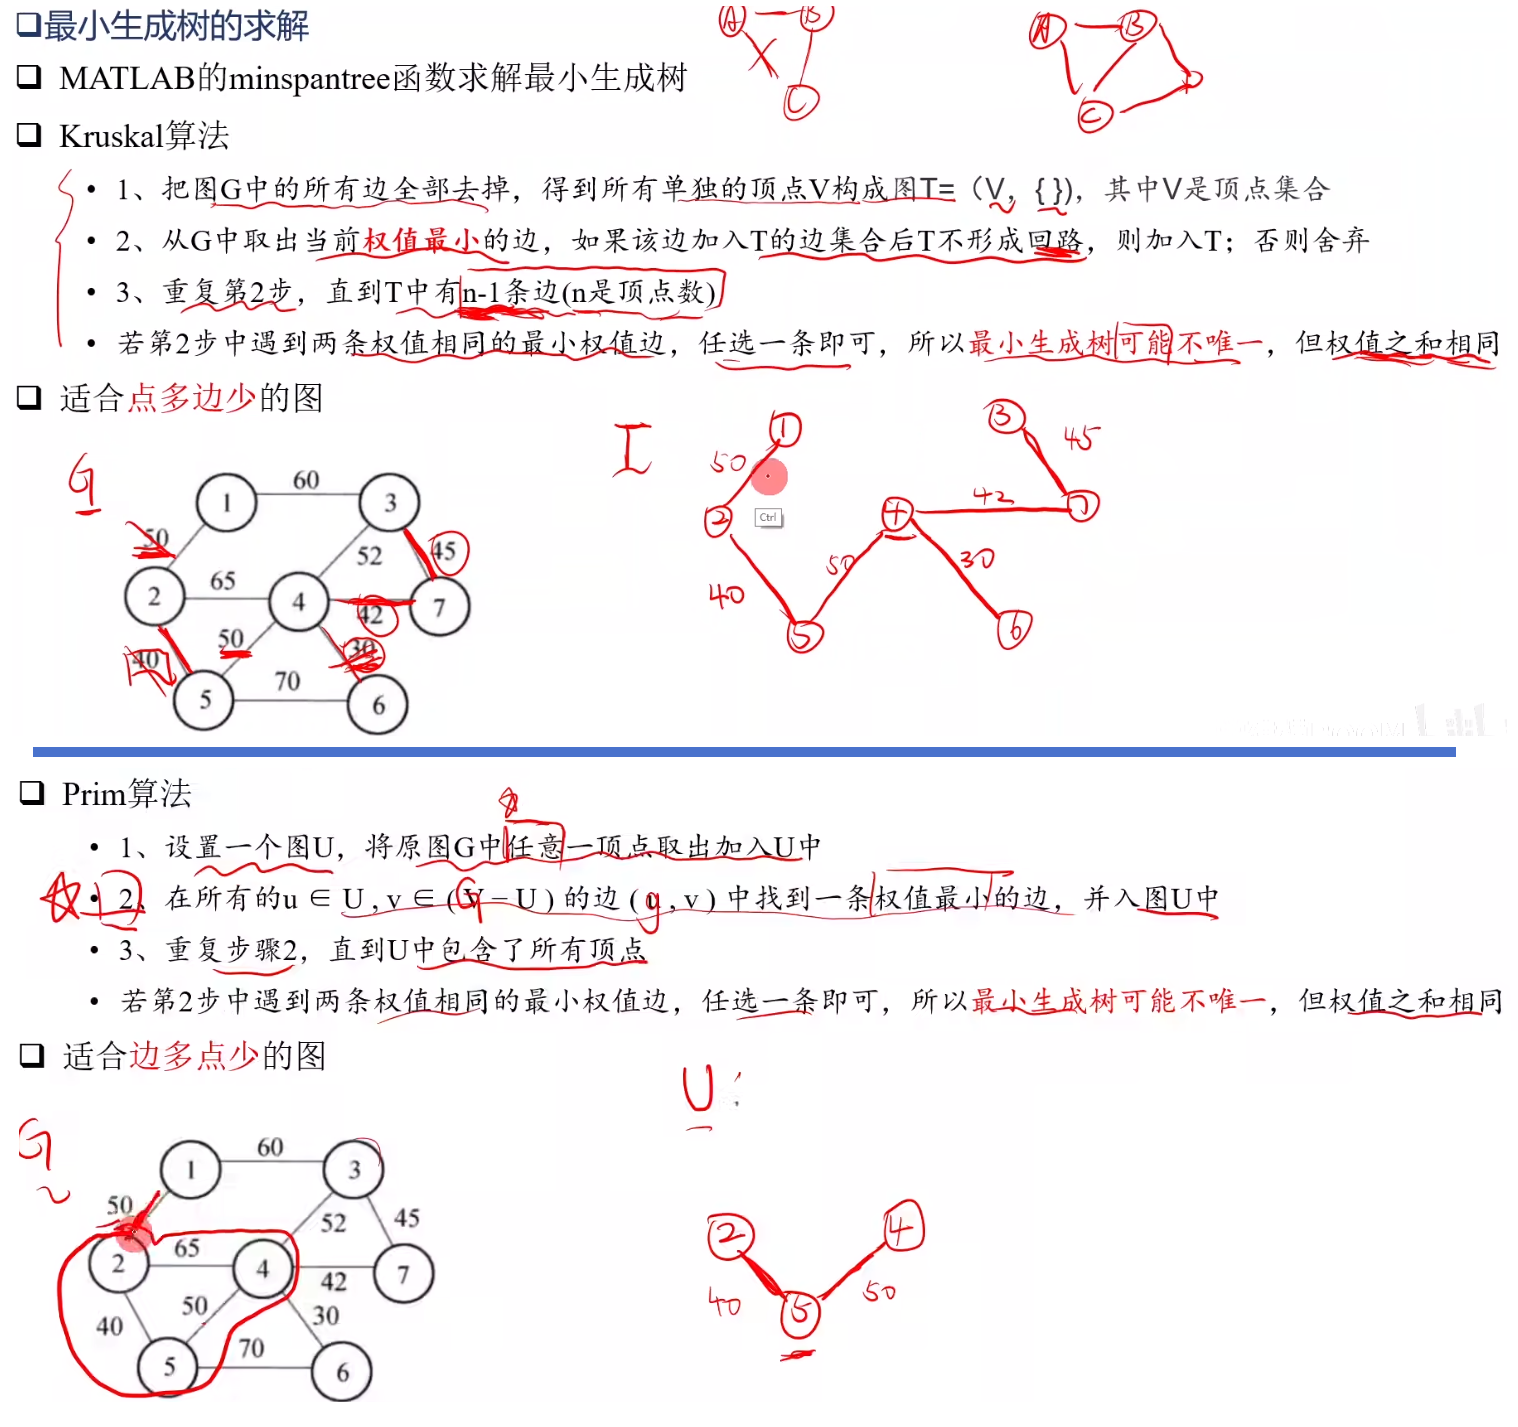 ❑最小生成树的求解
❑ MATLAB的minspantree函数求解最小生成树
❑ Kruskal算法
• 1、把图G中的所有边全部去掉，得到所有单独的顶点V构成图T=（V，{ })，其中V是顶点集合
• 2、从G中取出当前权值最小的边，如果该边加入T的边集合后T不形成回路，则加入T；否则舍弃
• 3、重复第2步，直到T中有n-1条边(n是顶点数)
• 若第2步中遇到两条权值相同的最小权值边，任选一条即可，所以最小生成树可能不唯一，但权值之和相同
❑ 适合点多边少的图
A B
C
A B
C D
G
1 60 3
50 52 45
2 65 4 42 7
40 50 30
5 70 6
I
1 3
50 45
2 4 42 7
40 50 30
5 6
Ctrl
❑ Prim算法
• 1、设置一个图U，将原图G中任意一顶点取出加入U中
• 2、在所有的u ∈ U , v ∈ ( G − U ) 的边 ( g , v ) 中找到一条权值最小的边，并入图U中
• 3、重复步骤2，直到U中包含了所有顶点
• 若第2步中遇到两条权值相同的最小权值边，任选一条即可，所以最小生成树可能不唯一，但权值之和相同
❑ 适合边多点少的图
U :
G
1 60 3
50 52 45
2 65 4 42 7
40 50 30
5 70 6
2 4
40 50
5